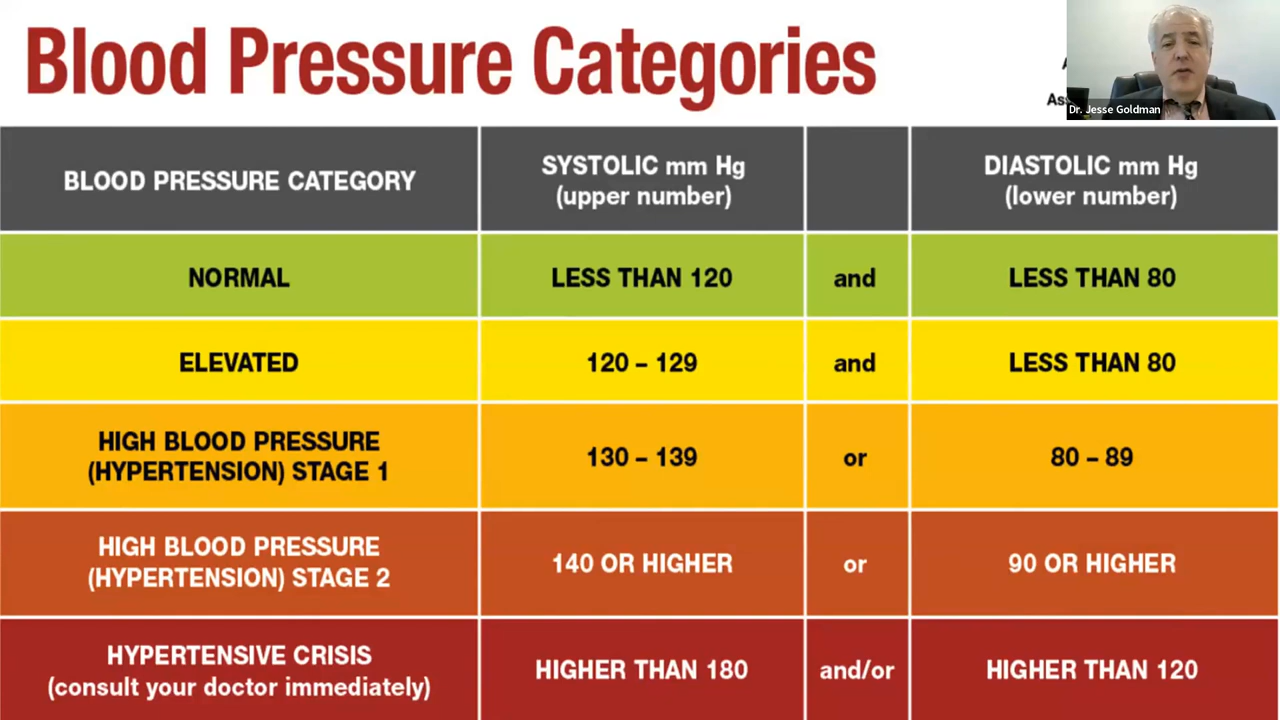 Blood Pressure Categories
Dr. Jesse Goldman
BLOOD PRESSURE CATEGORY
SYSTOLIC mm Hg
(upper number)
DIASTOLIC mm Hg
(lower number)
NORMAL
LESS THAN 120
and
LESS THAN 80
ELEVATED
120 – 129
and
LESS THAN 80
HIGH BLOOD PRESSURE
(HYPERTENSION) STAGE 1
130 – 139
or
80 – 89
HIGH BLOOD PRESSURE
(HYPERTENSION) STAGE 2
140 OR HIGHER
or
90 OR HIGHER
HYPERTENSIVE CRISIS
(consult your doctor immediately)
HIGHER THAN 180
and/or
HIGHER THAN 120